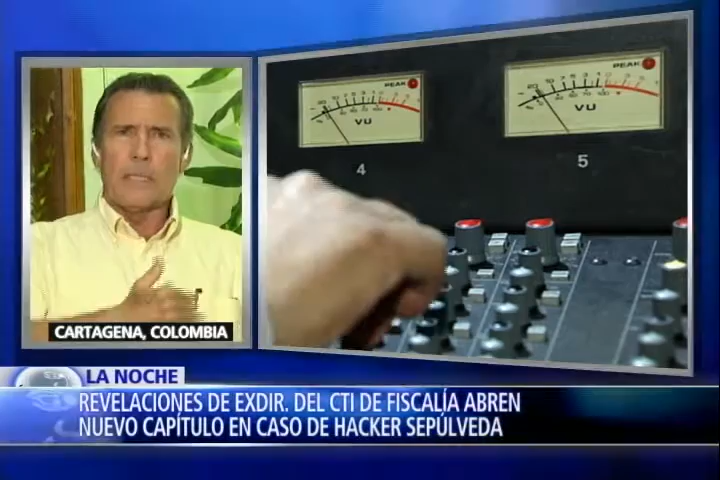 PEAK
VU
4
PEAK
VU
5
CARTAGENA, COLOMBIA
LA NOCHE
REVELACIONES DE EXDIR. DEL CTI DE FISCALÍA ABREN
NUEVO CAPÍTULO EN CASO DE HACKER SEPÚLVEDA